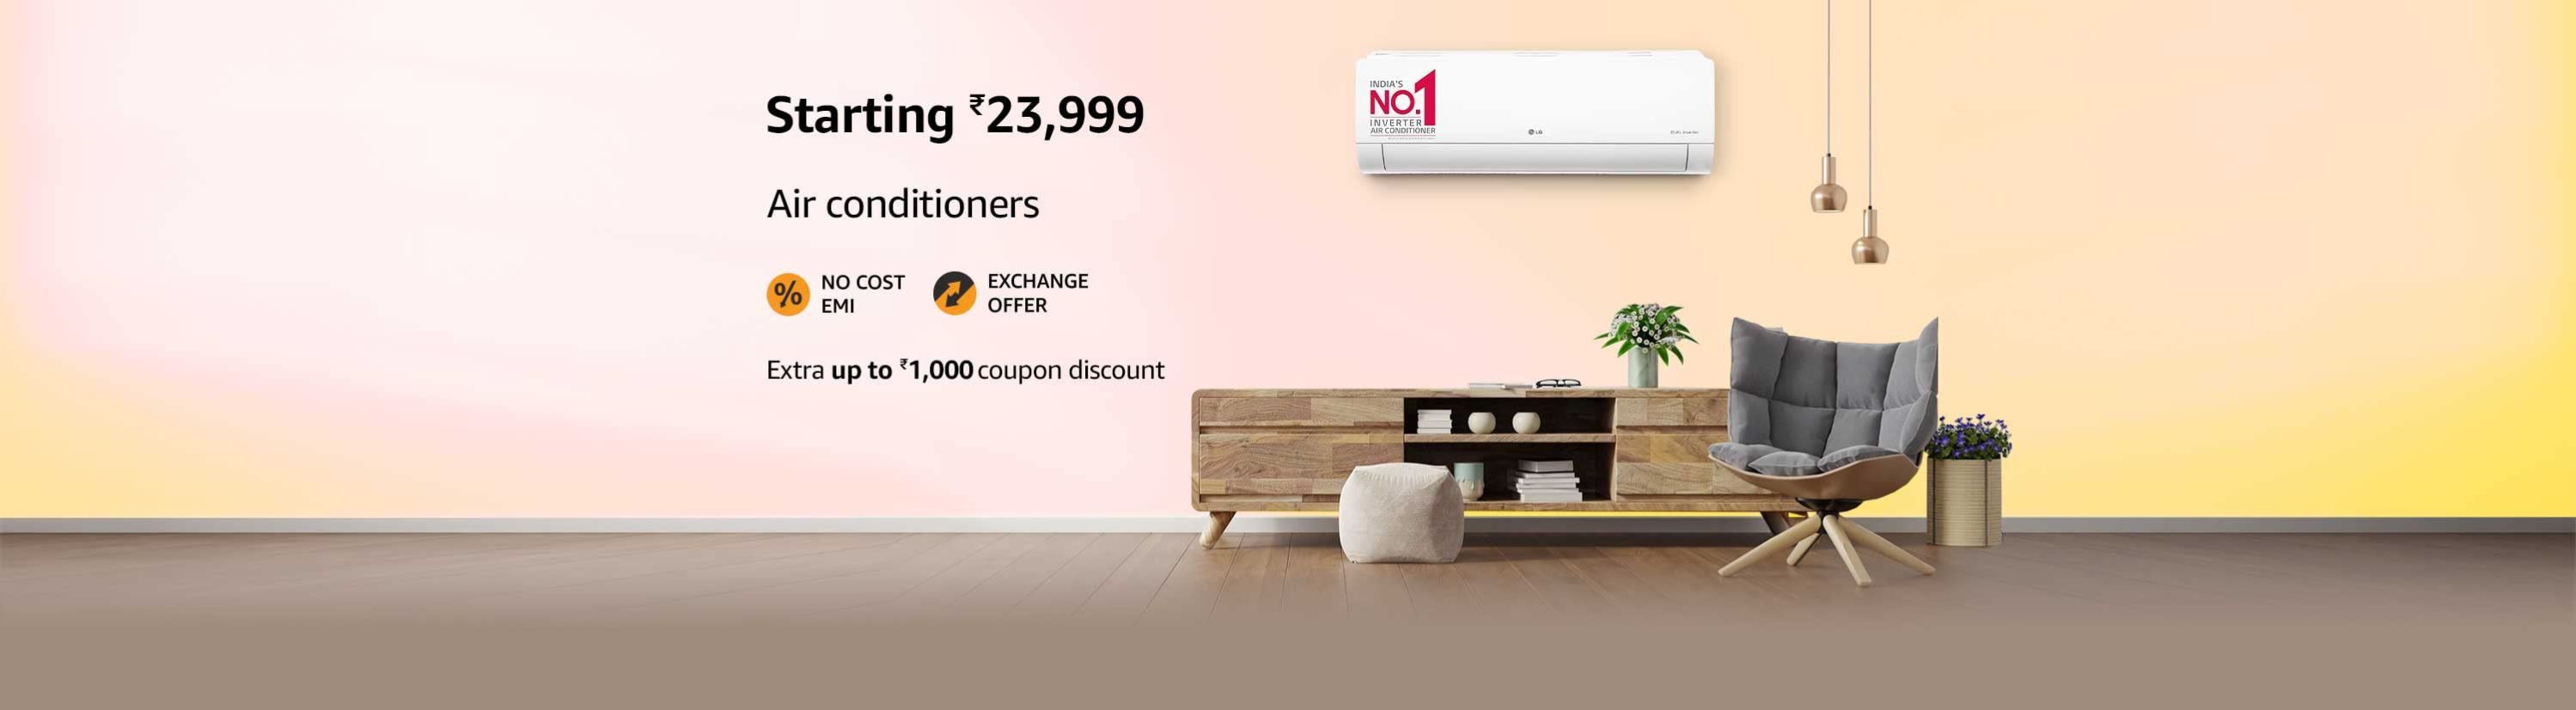 Starting ₹23,999
Air conditioners
NO COST
EMI
EXCHANGE
OFFER
Extra up to ₹1,000 coupon discount
INDIA'S
NO.1
INVERTER
AIR CONDITIONER
LG